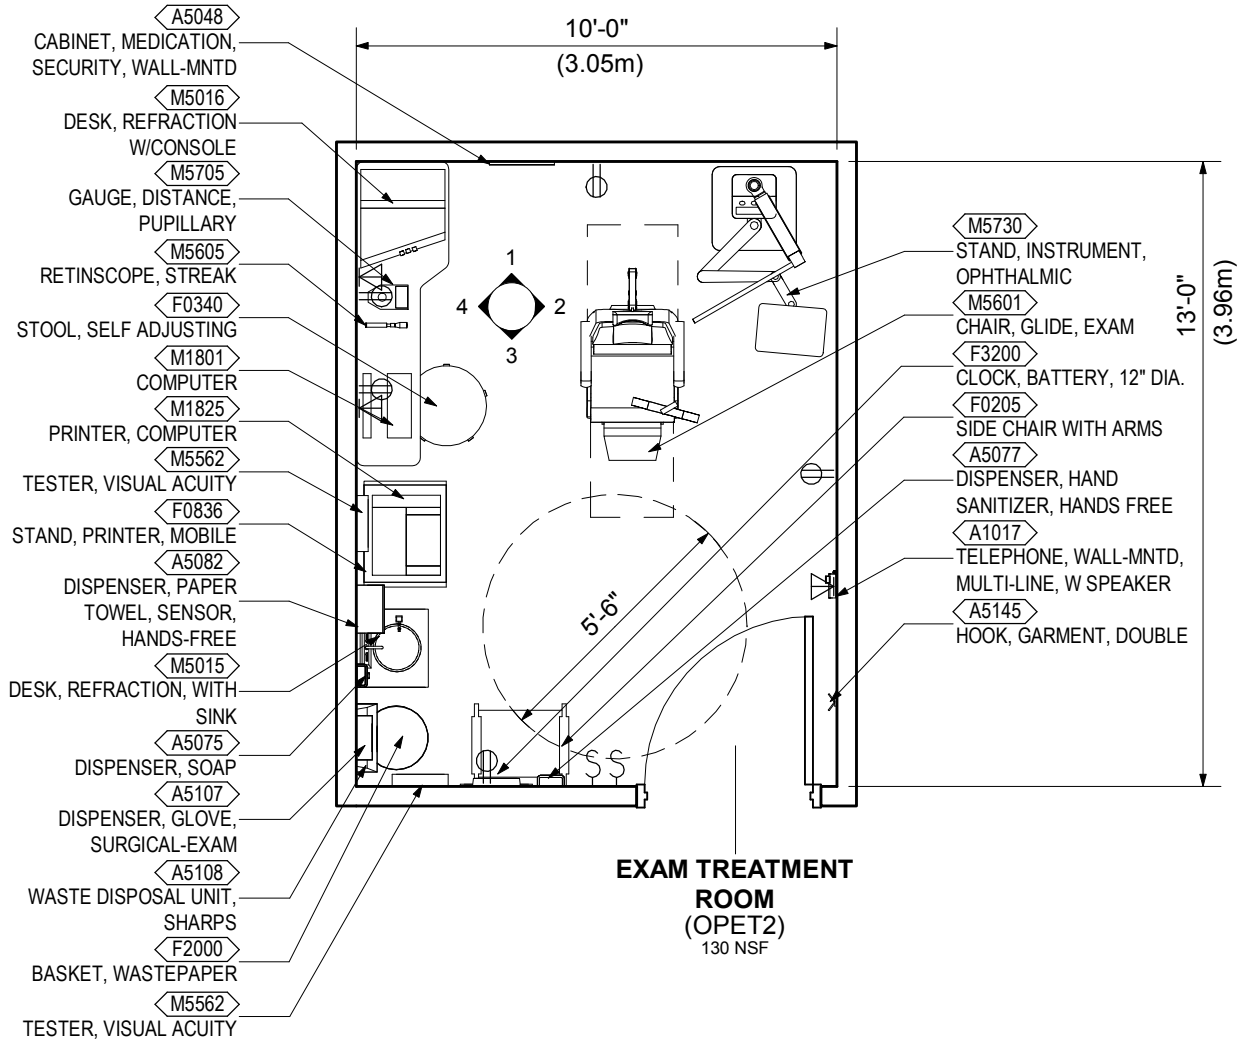 A5048
CABINET, MEDICATION,
SECURITY, WALL-MNTD
M5016
DESK, REFRACTION
W/CONSOLE
M5705
GAUGE, DISTANCE,
PUPILLARY
M5605
RETINSCOPE, STREAK
F0340
STOOL, SELF ADJUSTING
M1801
COMPUTER
M1825
PRINTER, COMPUTER
M5562
TESTER, VISUAL ACUITY
F0836
STAND, PRINTER, MOBILE
A5082
DISPENSER, PAPER
TOWEL, SENSOR,
HANDS-FREE
M5015
DESK, REFRACTION, WITH
SINK
A5075
DISPENSER, SOAP
A5107
DISPENSER, GLOVE,
SURGICAL-EXAM
A5108
WASTE DISPOSAL UNIT,
SHARPS
F2000
BASKET, WASTEPAPER
M5562
TESTER, VISUAL ACUITY
10'-0"
(3.05m)
1
4 2
3
5'-6"
EXAM TREATMENT
ROOM
(OPET2)
130 NSF
M5730
STAND, INSTRUMENT,
OPHTHALMIC
M5601
CHAIR, GLIDE, EXAM
F3200
CLOCK, BATTERY, 12" DIA.
F0205
SIDE CHAIR WITH ARMS
A5077
DISPENSER, HAND
SANITIZER, HANDS FREE
A1017
TELEPHONE, WALL-MNTD,
MULTI-LINE, W SPEAKER
A5145
HOOK, GARMENT, DOUBLE
13'-0"
(3.96m)